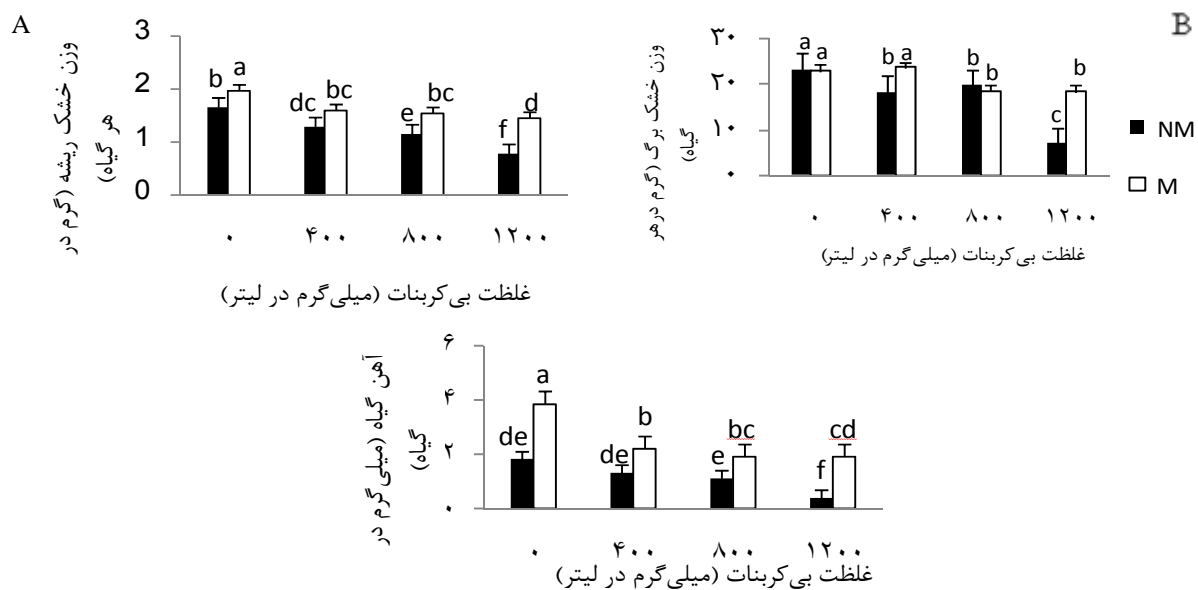 A
وزن خشک ریشه (گرم در
هر گیاه)
3
2
1
0
b a
dc bc
e bc
f d
۰ ۴۰۰ ۸۰۰ ۱۲۰۰
غلظت بی‌کربنات (میلی‌گرم در لیتر)
B
وزن خشک برگ (گرم درهر
گیاه)
۳۰
۲۰
۱۰
۰
a a
b a
b b
c b
۰ ۴۰۰ ۸۰۰ ۱۲۰۰
غلظت بی‌کربنات (میلی‌گرم در لیتر)
NM
M
آهن گیاه (میلی‌گرم در
گیاه)
۶
۴
۲
۰
de a
de b
e bc
f cd
۰ ۴۰۰ ۸۰۰ ۱۲۰۰
غلظت بی‌کربنات (میلی‌گرم در لیتر)